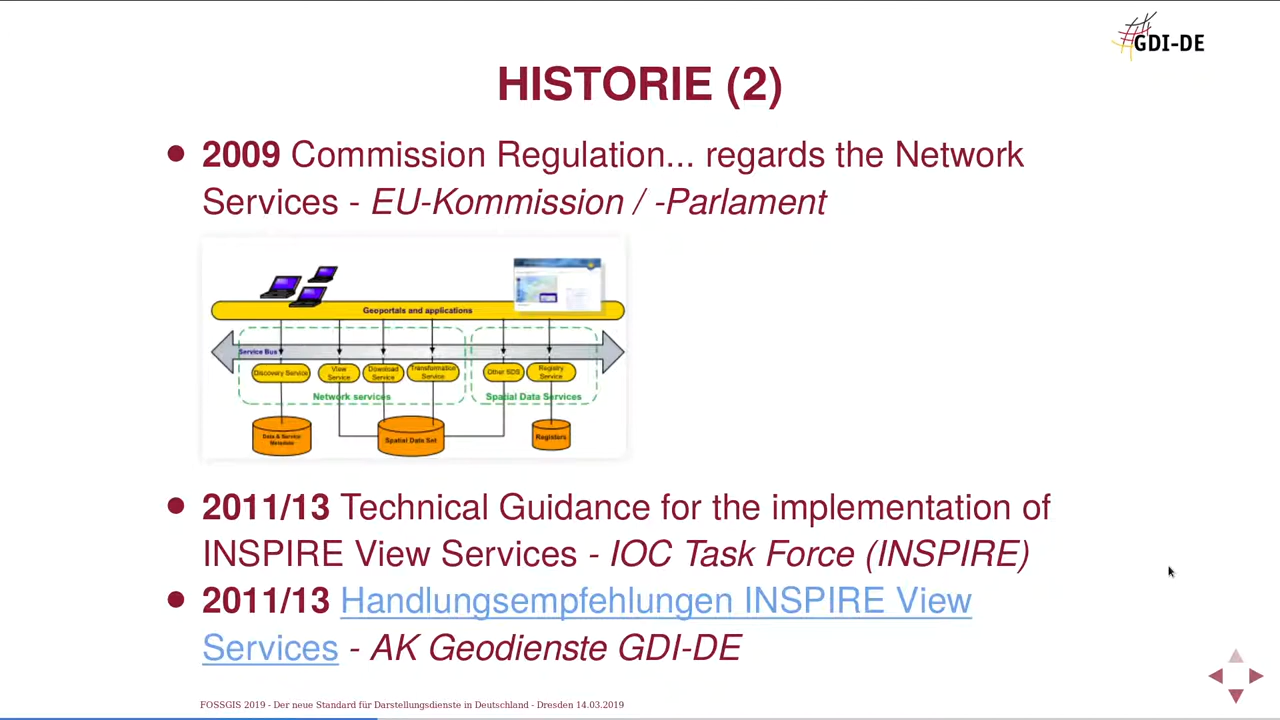 GDI-DE
HISTORIE (2)
2009 Commission Regulation... regards the Network
Services - EU-Kommission / -Parlament
Geoportals and applications
Service Bus
Discovery Service
View
Service
Download
Service
Transformation
Service
Other SDS
Registry
Service
Network services
Spatial Data Services
Data & Service
Metadata
Spatial Data Set
Registers
2011/13 Technical Guidance for the implementation of
INSPIRE View Services - IOC Task Force (INSPIRE)
2011/13 Handlungsempfehlungen INSPIRE View
Services - AK Geodienste GDI-DE
FOSSGIS 2019 - Der neue Standard für Darstellungsdienste in Deutschland - Dresden 14.03.2019